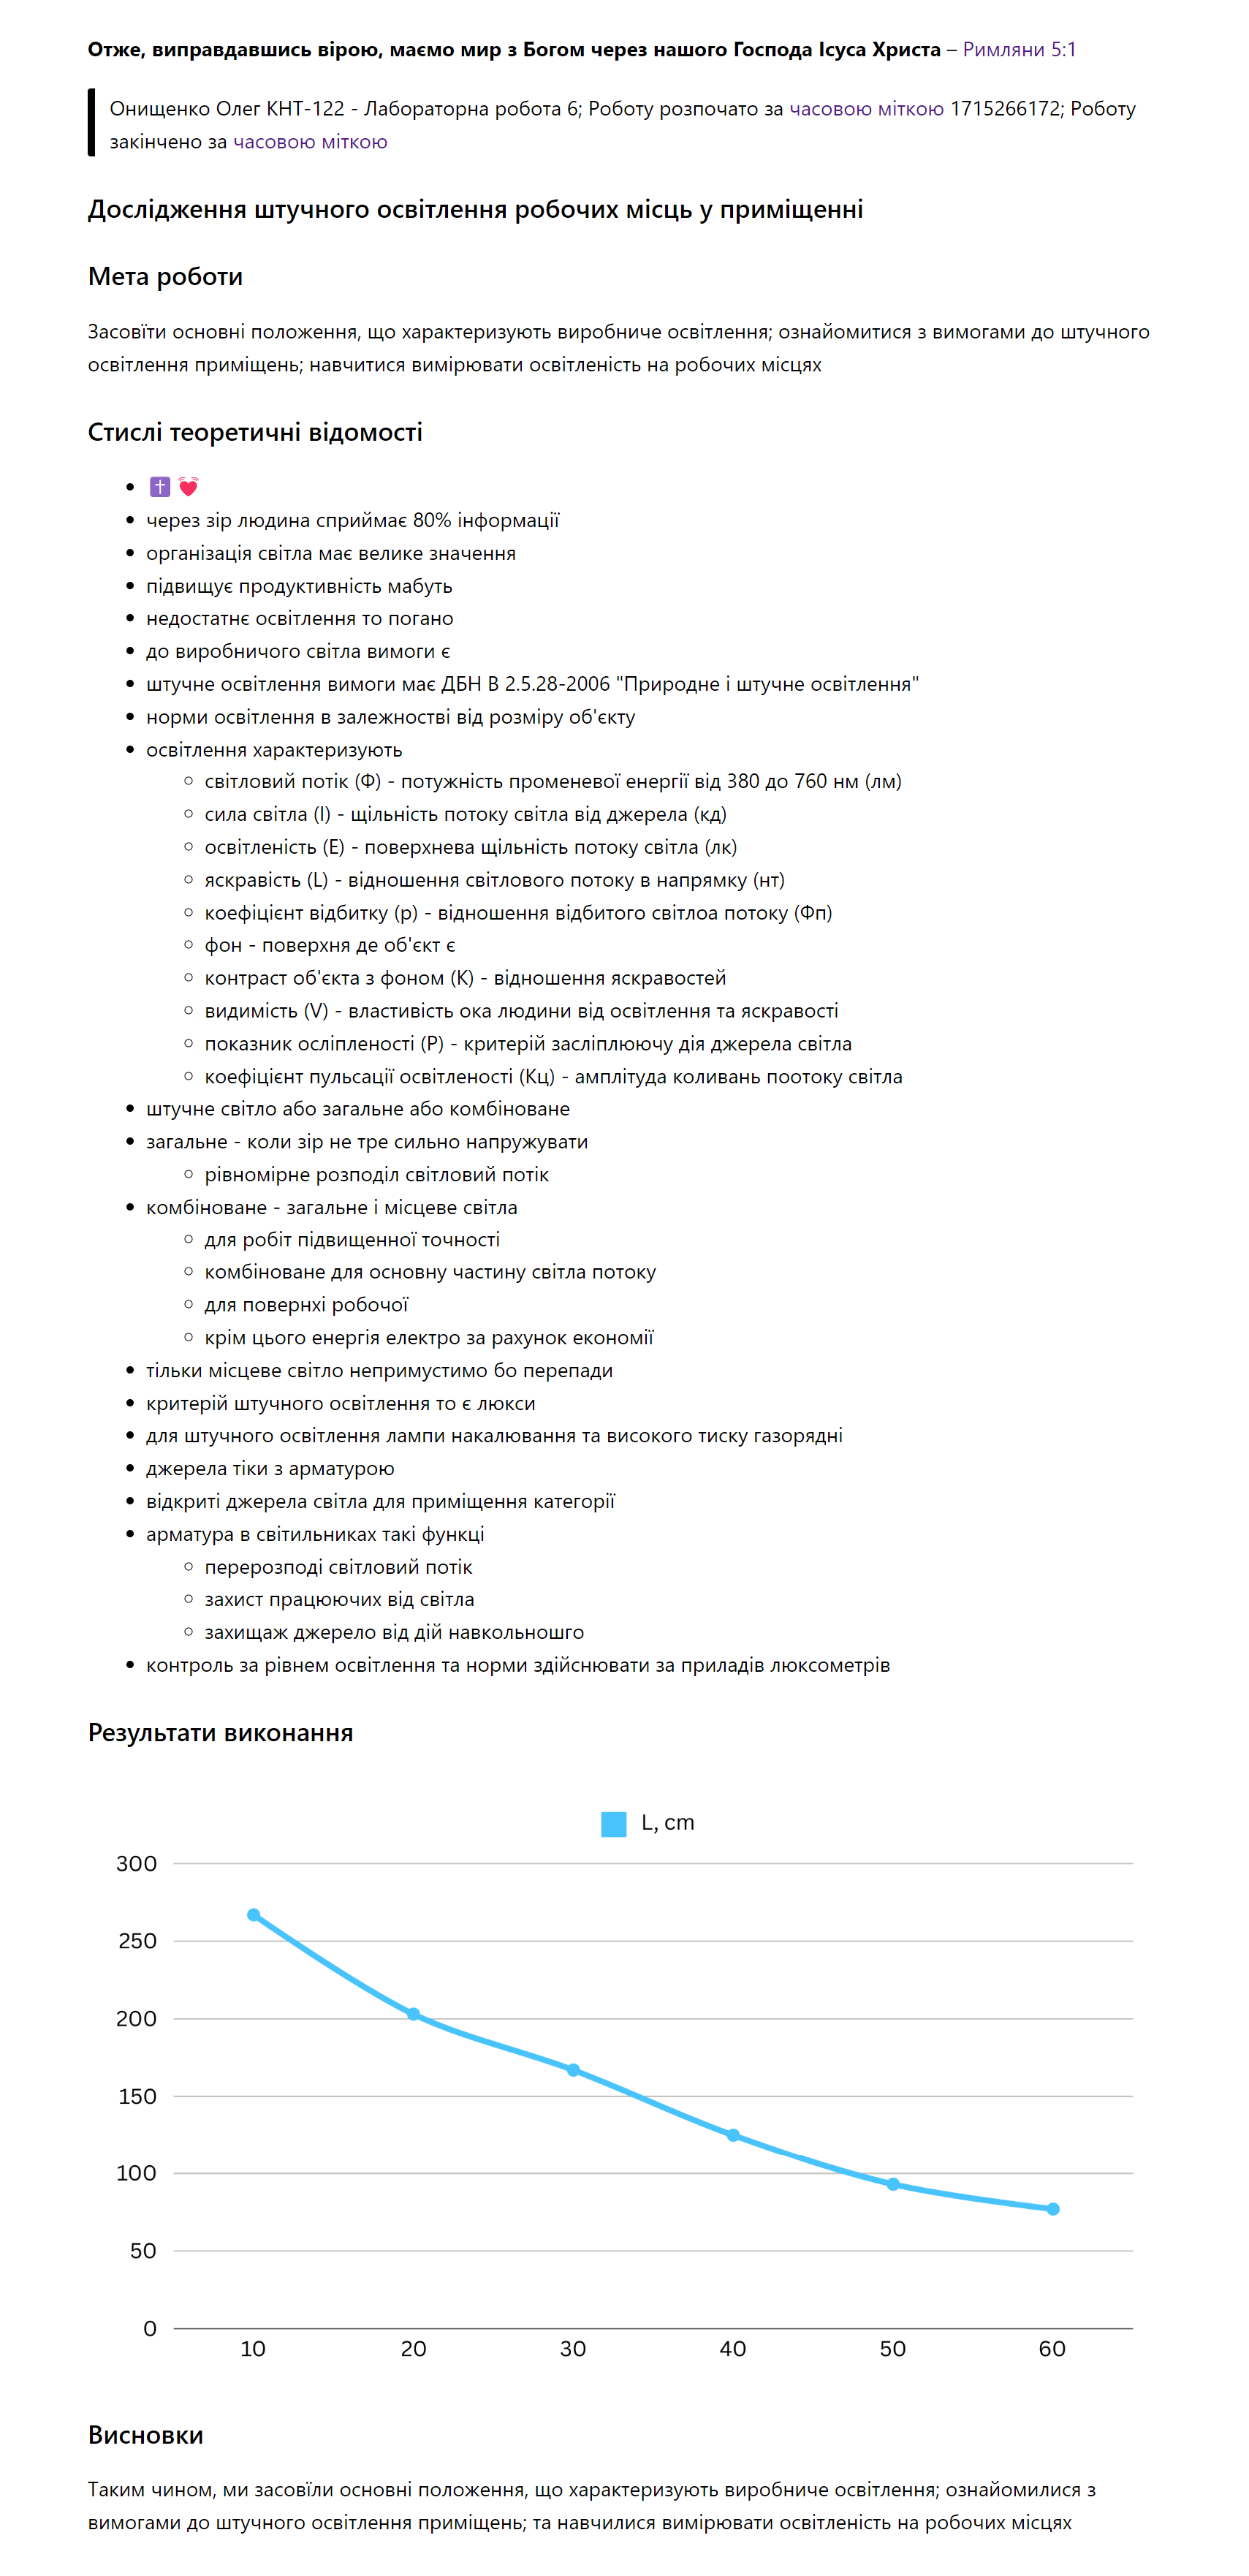 Отже, виправдавшись вірою, маємо мир з Богом через нашого Господа Ісуса Христа – Римляни 5:1
Онищенко Олег КНТ-122 - Лабораторна робота 6; Роботу розпочато за часовою міткою 1715266172; Роботу
закінчено за часовою міткою
Дослідження штучного освітлення робочих місць у приміщенні
Мета роботи
Засовїти основні положення, що характеризують виробниче освітлення; ознайомитися з вимогами до штучного
освітлення приміщень; навчитися вимірювати освітленість на робочих місцях
Стислі теоретичні відомості
✝️ 💓
через зір людина сприймає 80% інформації
організація світла має велике значення
підвищує продуктивність мабуть
недостатнє освітлення то погано
до виробничого світла вимоги є
штучне освітлення вимоги має ДБН В 2.5.28-2006 "Природне і штучне освітлення"
норми освітлення в залежностві від розміру об'єкту
освітлення характеризують
світловий потік (Ф) - потужність променевої енергії від 380 до 760 нм (лм)
сила світла (І) - щільність потоку світла від джерела (кд)
освітленість (Е) - поверхнева щільність потоку світла (лк)
яскравість (L) - відношення світлового потоку в напрямку (нт)
коефіцієнт відбитку (р) - відношення відбитого світлоа потоку (Фп)
фон - поверхня де об'єкт є
контраст об'єкта з фоном (К) - відношення яскравостей
видимість (V) - властивість ока людини від освітлення та яскравості
показник осліпленості (Р) - критерій засліплюючу дія джерела світла
коефіцієнт пульсації освітленості (Кц) - амплітуда коливань поотоку світла
штучне світло або загальне або комбіноване
загальне - коли зір не тре сильно напружувати
рівномірне розподіл світловий потік
комбіноване - загальне і місцеве світла
для робіт підвищенної точності
комбіноване для основну частину світла потоку
для повернхі робочої
крім цього енергія електро за рахунок економії
тільки місцеве світло непримустимо бо перепади
критерій штучного освітлення то є люкси
для штучного освітлення лампи накалювання та високого тиску газорядні
джерела тіки з арматурою
відкриті джерела світла для приміщення категорії
арматура в світильниках такі функці
перерозподі світловий потік
захист працюючих від світла
захищаж джерело від дій навкольношго
контроль за рівнем освітлення та норми здійснювати за приладів люксометрів
Результати виконання
L, cm
300
250
200
150
100
50
0
10 20 30 40 50 60
Висновки
Таким чином, ми засовїли основні положення, що характеризують виробниче освітлення; ознайомилися з
вимогами до штучного освітлення приміщень; та навчилися вимірювати освітленість на робочих місцях